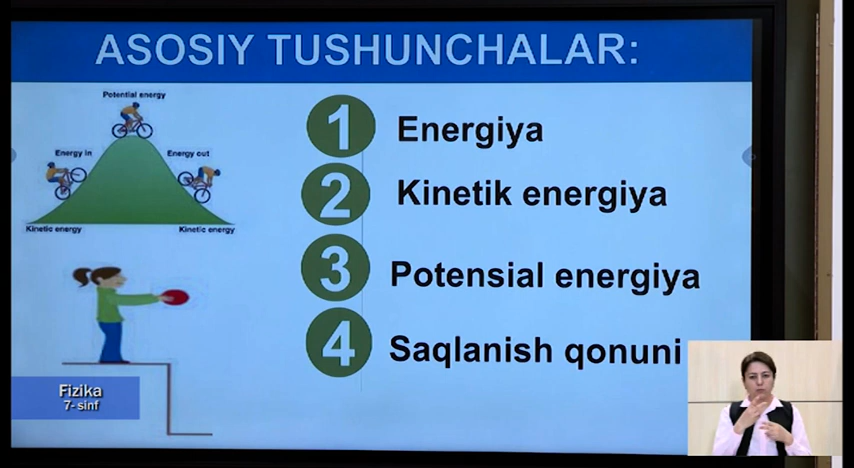 ASOSIY TUSHUNCHALAR:
Potential energy
Energy in
Energy out
Kinetic energy
Kinetic energy
1 Energiya
2 Kinetik energiya
3 Potensial energiya
4 Saqlanish qonuni
Fizika
7- sinf